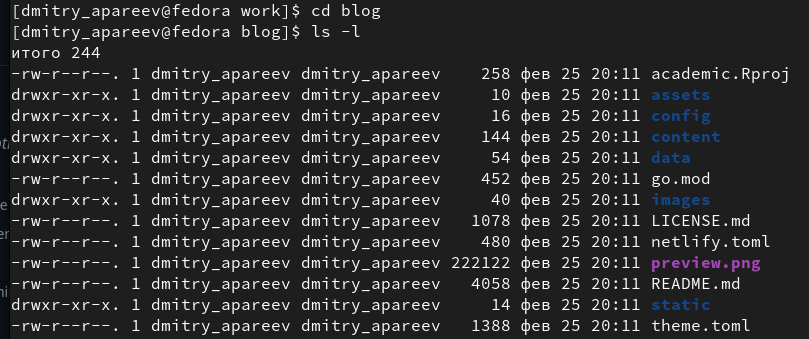 [dmitry_apareev@fedora work]$ cd blog
[dmitry_apareev@fedora blog]$ ls -l
итого 244
-rw-r--r--. 1 dmitry_apareev dmitry_apareev    258 фев 25 20:11 academic.Rproj
drwxr-xr-x. 1 dmitry_apareev dmitry_apareev     10 фев 25 20:11 assets
drwxr-xr-x. 1 dmitry_apareev dmitry_apareev     16 фев 25 20:11 config
drwxr-xr-x. 1 dmitry_apareev dmitry_apareev    144 фев 25 20:11 content
drwxr-xr-x. 1 dmitry_apareev dmitry_apareev     54 фев 25 20:11 data
-rw-r--r--. 1 dmitry_apareev dmitry_apareev    452 фев 25 20:11 go.mod
drwxr-xr-x. 1 dmitry_apareev dmitry_apareev     40 фев 25 20:11 images
-rw-r--r--. 1 dmitry_apareev dmitry_apareev   1078 фев 25 20:11 LICENSE.md
-rw-r--r--. 1 dmitry_apareev dmitry_apareev    480 фев 25 20:11 netlify.toml
-rw-r--r--. 1 dmitry_apareev dmitry_apareev 222122 фев 25 20:11 preview.png
-rw-r--r--. 1 dmitry_apareev dmitry_apareev   4058 фев 25 20:11 README.md
drwxr-xr-x. 1 dmitry_apareev dmitry_apareev     14 фев 25 20:11 static
-rw-r--r--. 1 dmitry_apareev dmitry_apareev   1388 фев 25 20:11 theme.toml